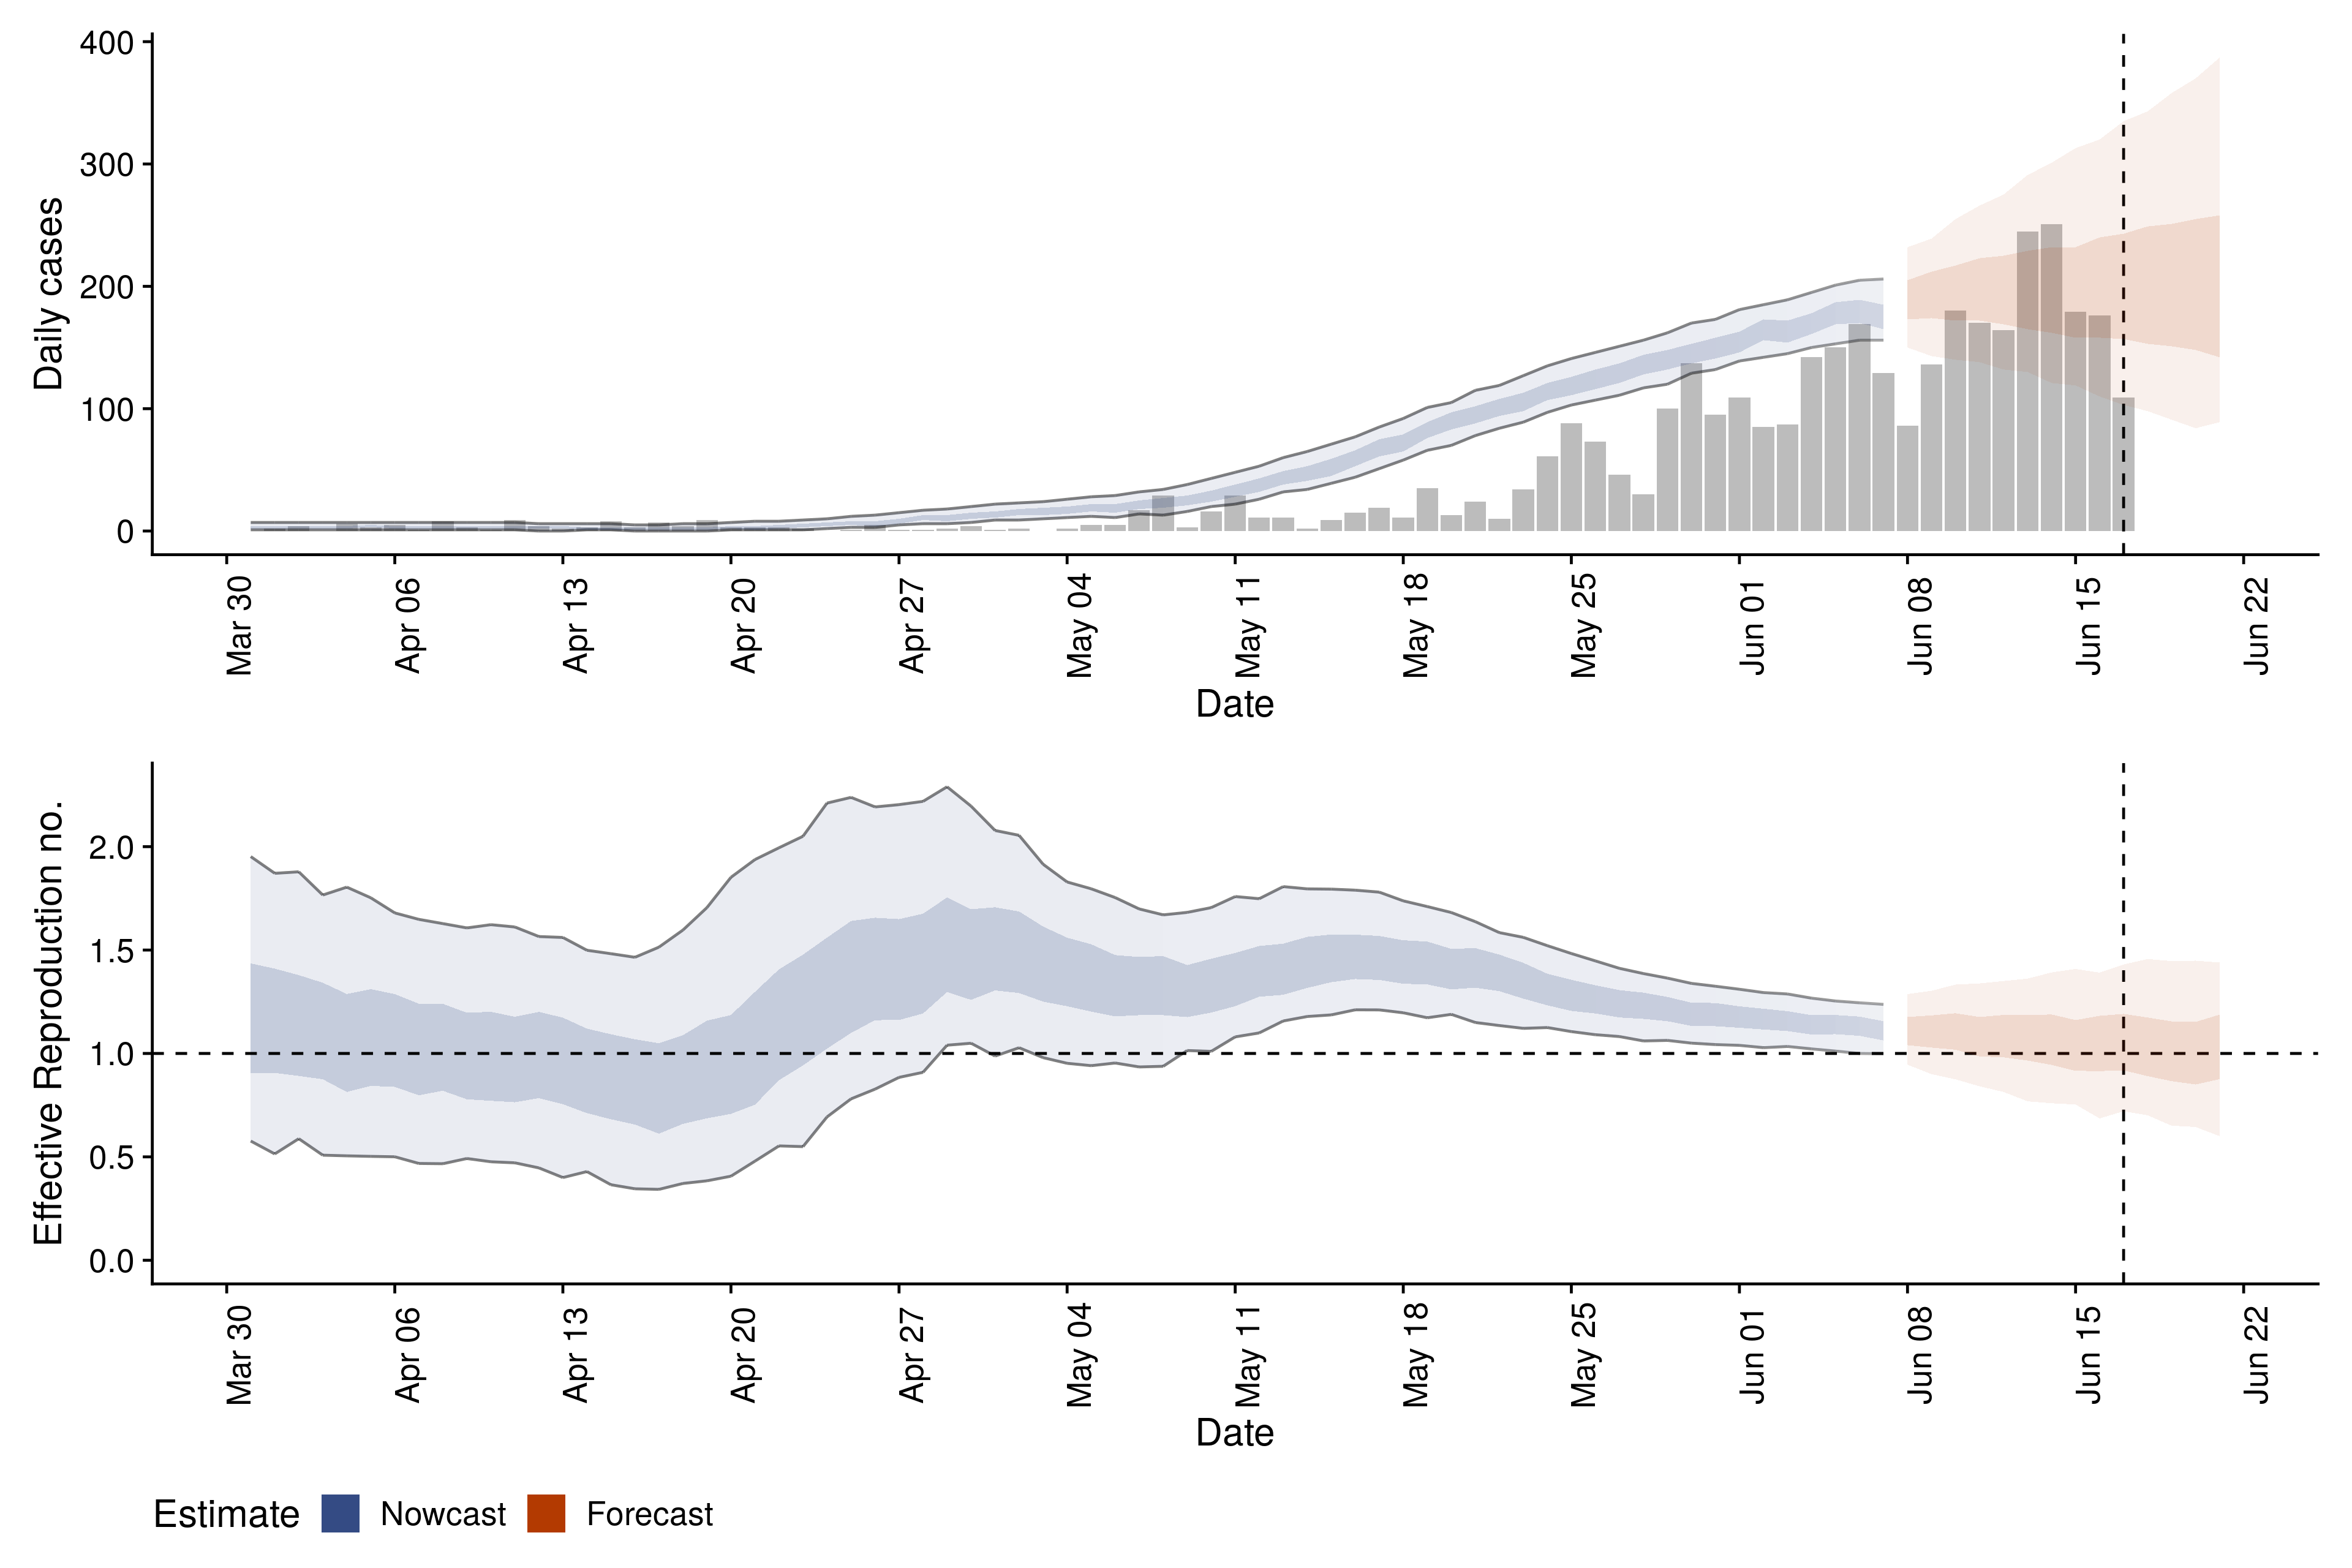 Daily cases
400
300
200
100
0
Mar 30 Apr 06 Apr 13 Apr 20 Apr 27 May 04 May 11 May 18 May 25 Jun 01 Jun 08 Jun 15 Jun 22
Date
Effective Reproduction no.
2.0
1.5
1.0
0.5
0.0
Mar 30 Apr 06 Apr 13 Apr 20 Apr 27 May 04 May 11 May 18 May 25 Jun 01 Jun 08 Jun 15 Jun 22
Date
Estimate Nowcast Forecast